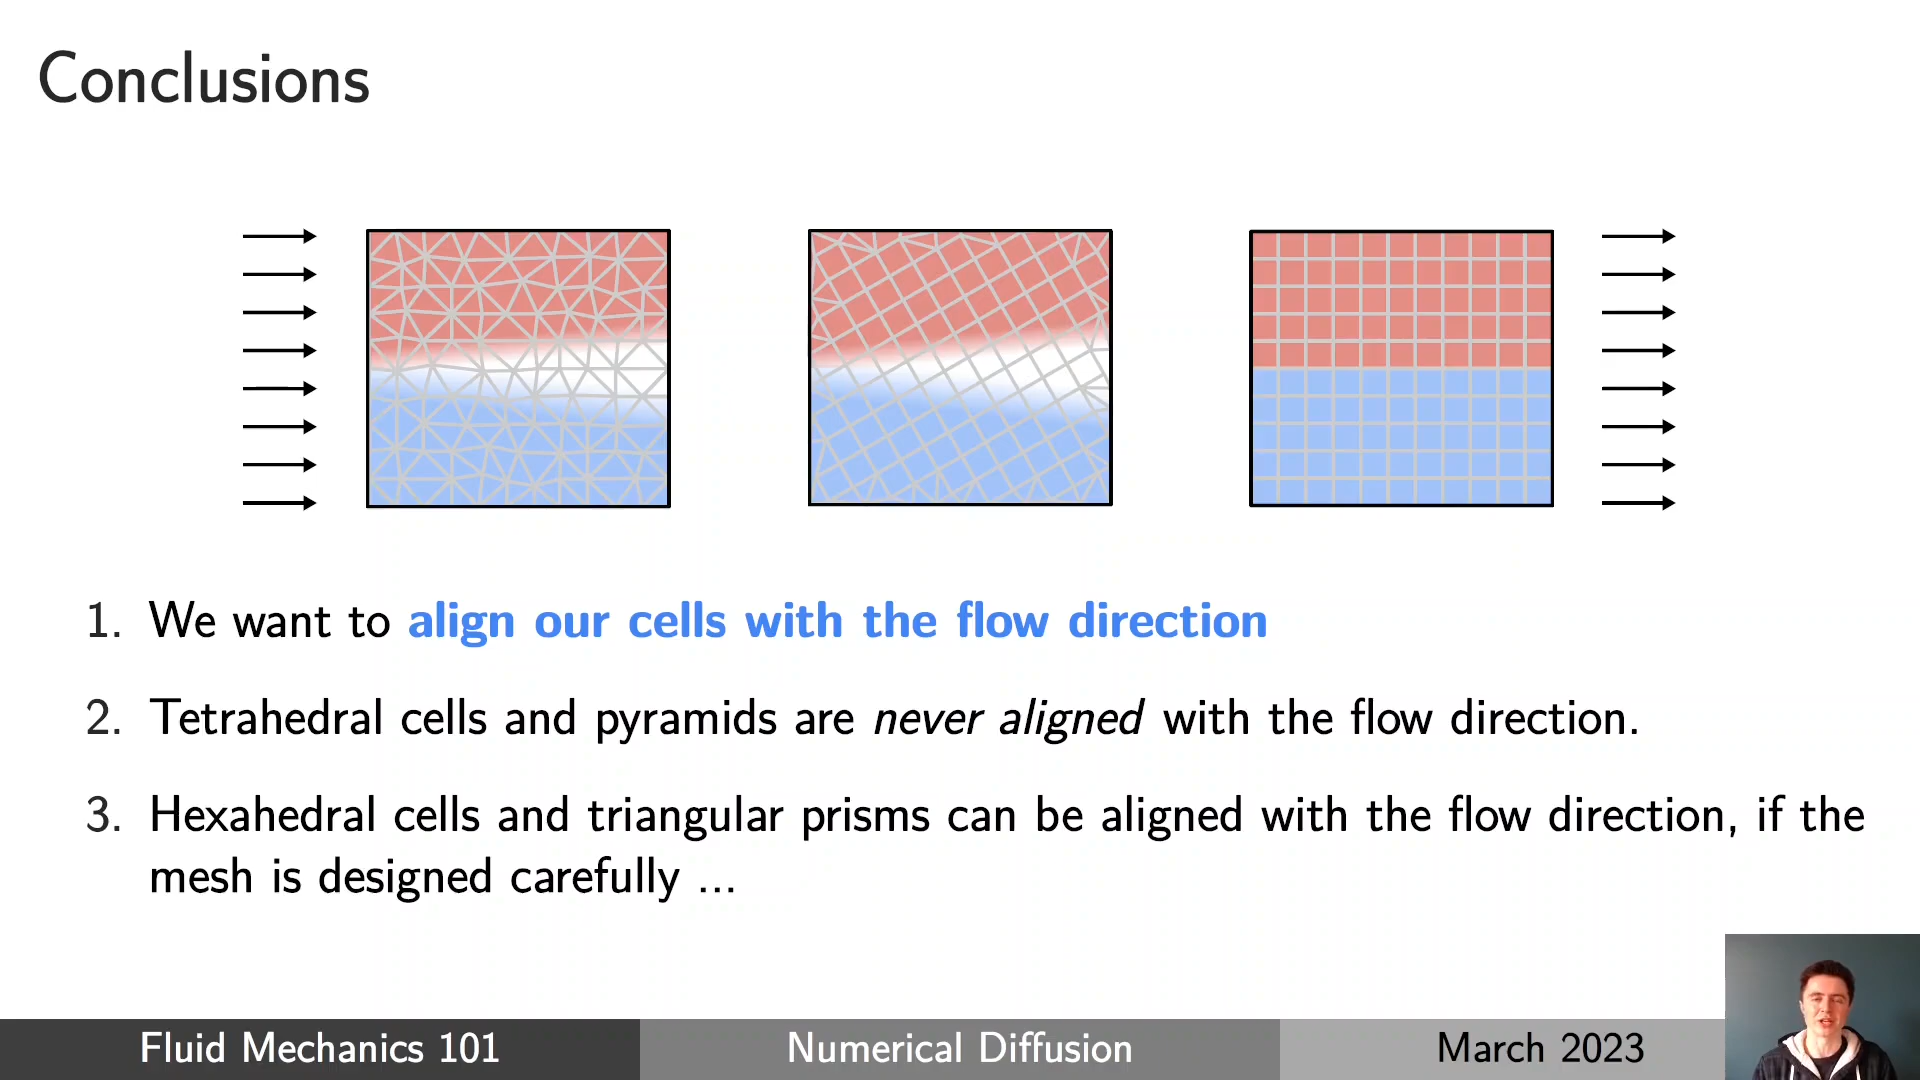 Conclusions
1. We want to align our cells with the flow direction
2. Tetrahedral cells and pyramids are never aligned with the flow direction.
3. Hexahedral cells and triangular prisms can be aligned with the flow direction, if the
mesh is designed carefully ...
Fluid Mechanics 101
Numerical Diffusion
March 2023